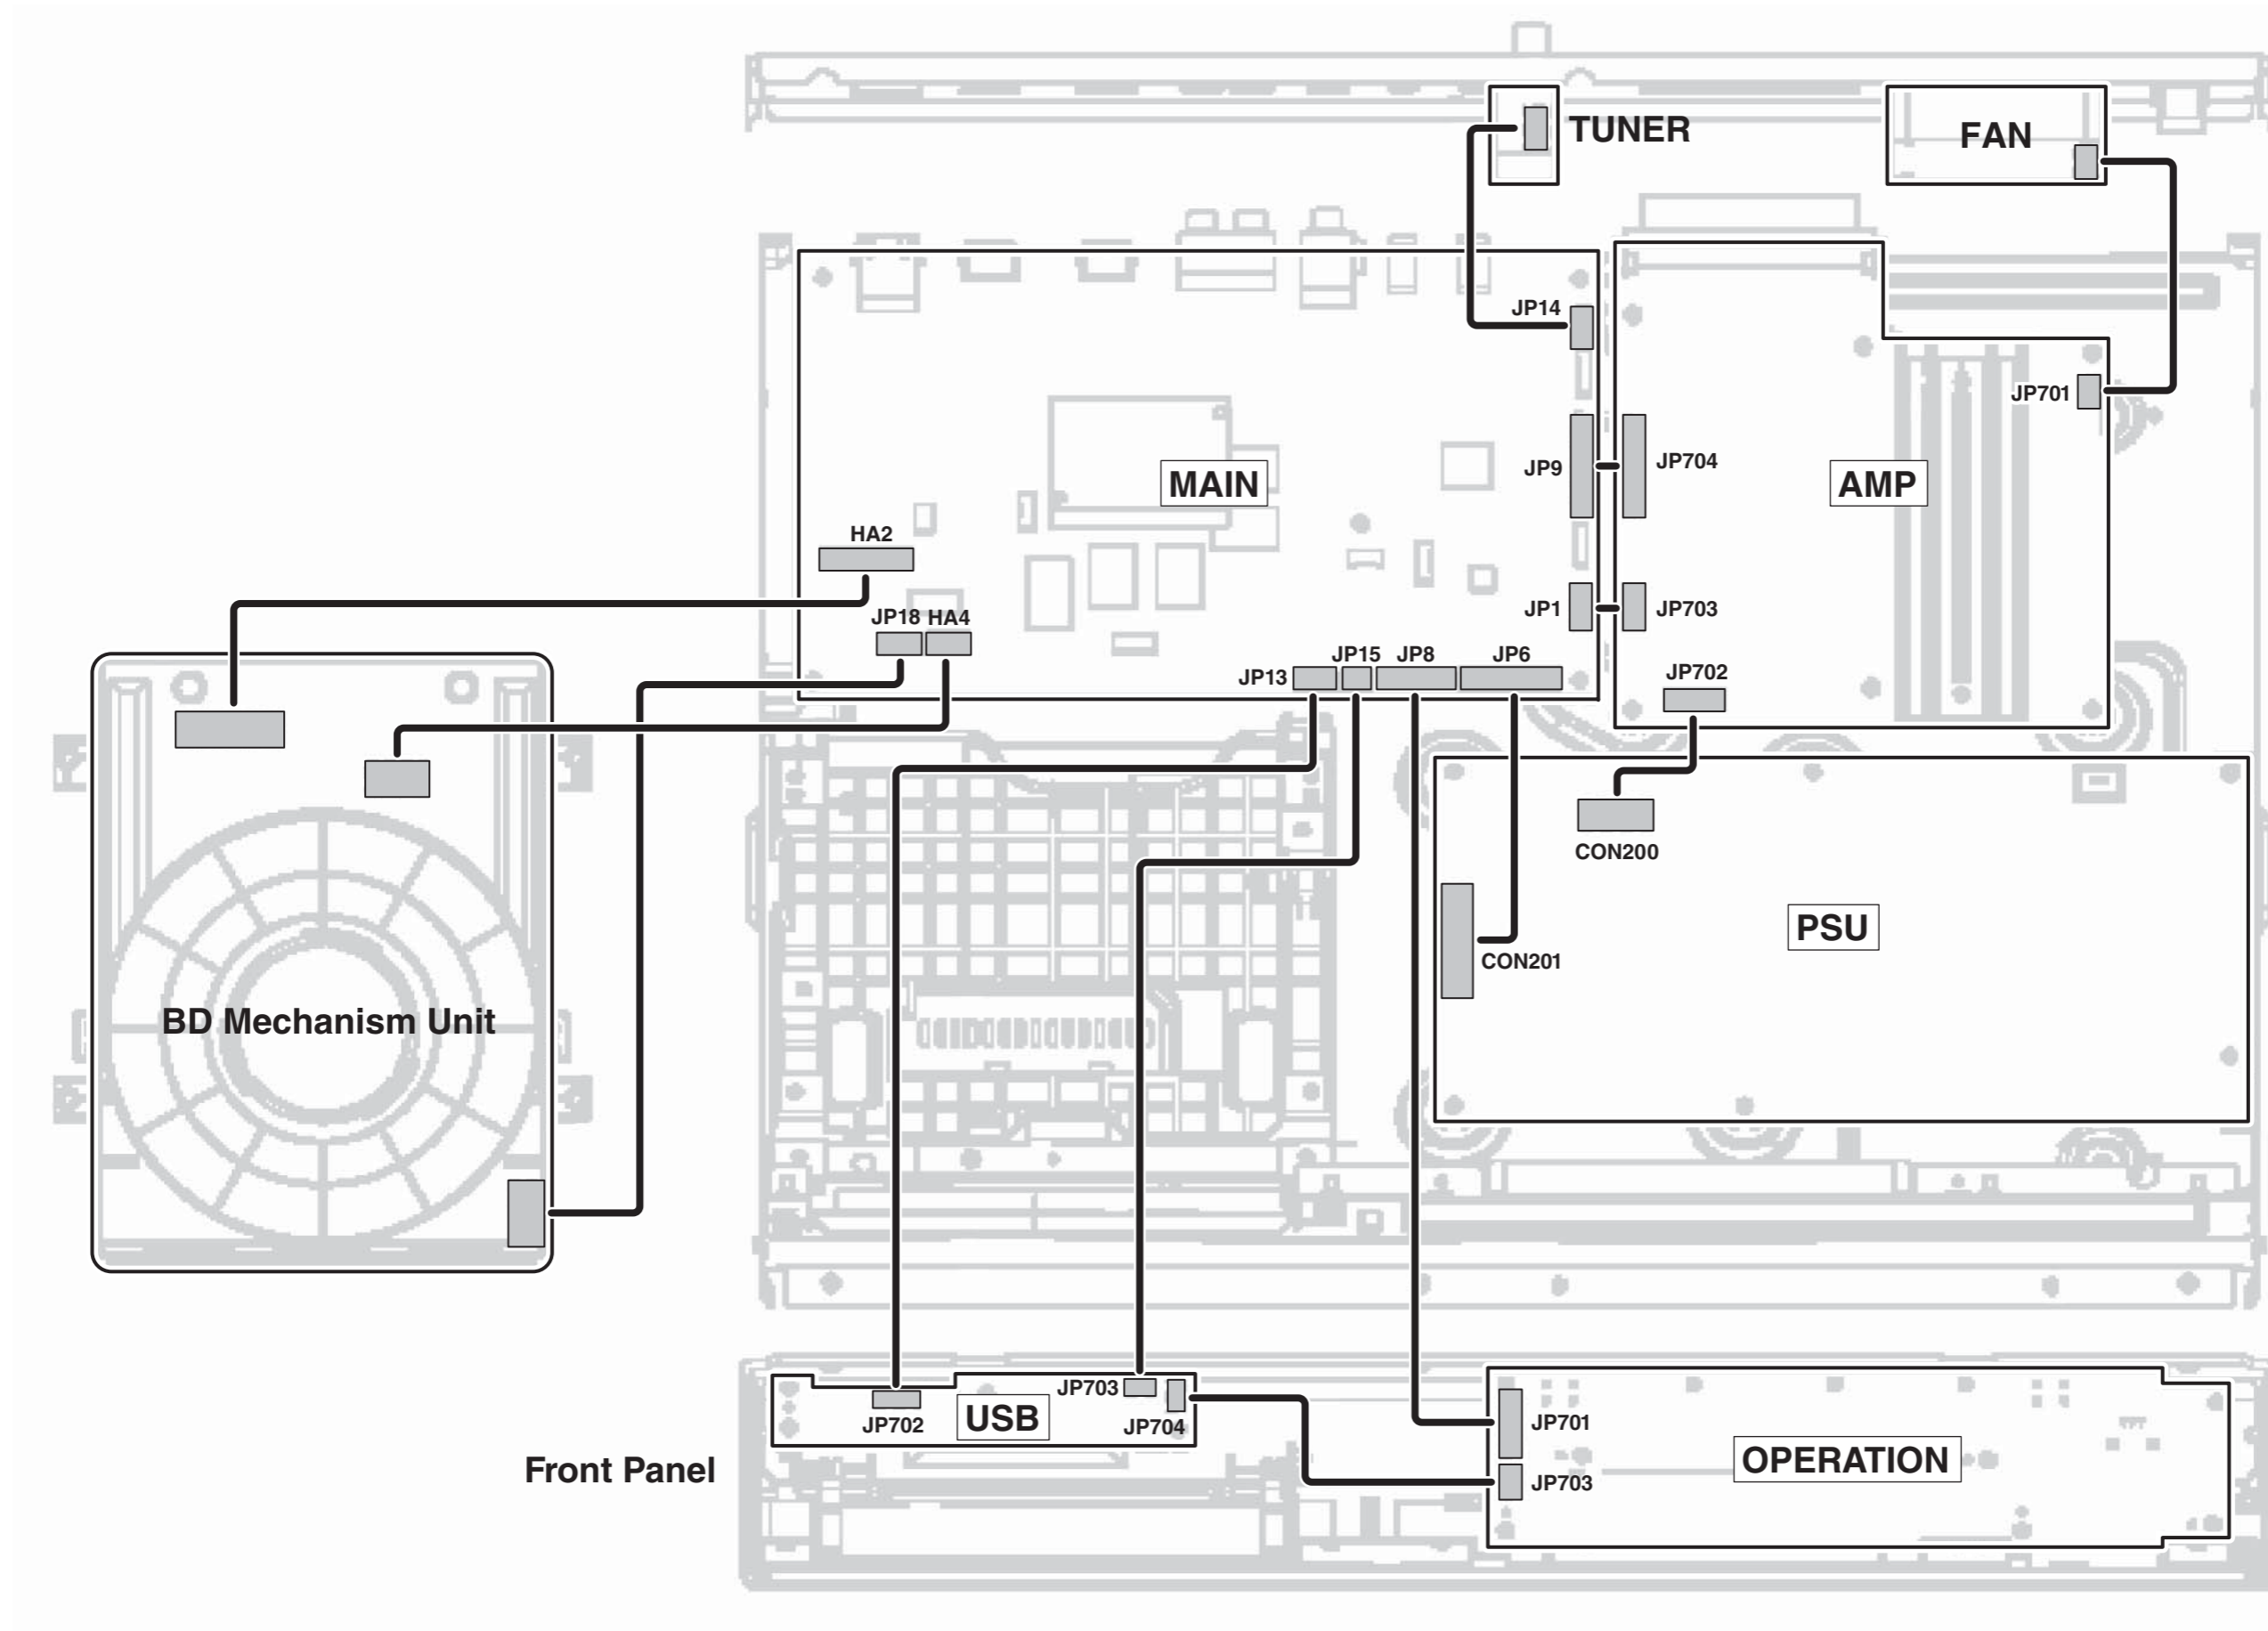 TUNER
FAN
JP14
JP701
JP9
JP704
MAIN
AMP
HA2
JP18 HA4
JP1
JP703
JP13
JP15
JP8
JP6
JP702
CON200
PSU
CON201
BD Mechanism Unit
JP703
JP702
USB
JP704
JP701
OPERATION
JP703
Front Panel